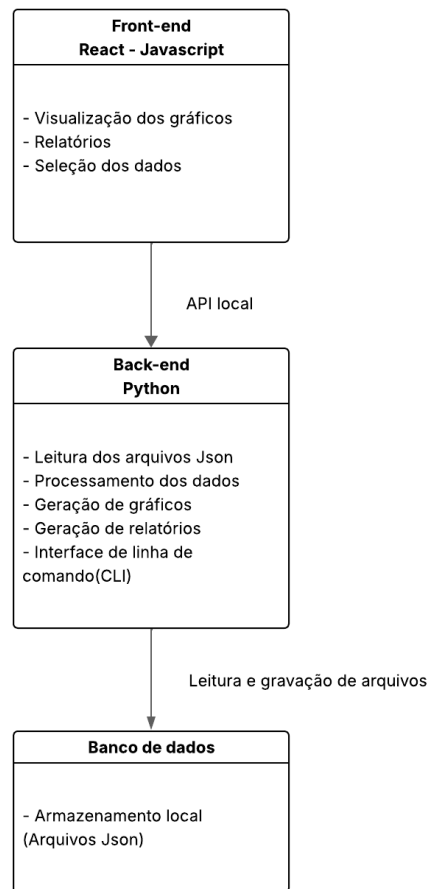 Front-end
React - Javascript
- Visualização dos gráficos
- Relatórios
- Seleção dos dados
API local
Back-end
Python
- Leitura dos arquivos Json
- Processamento dos dados
- Geração de gráficos
- Geração de relatórios
- Interface de linha de
comando(CLI)
Leitura e gravação de arquivos
Banco de dados
- Armazenamento local
(Arquivos Json)